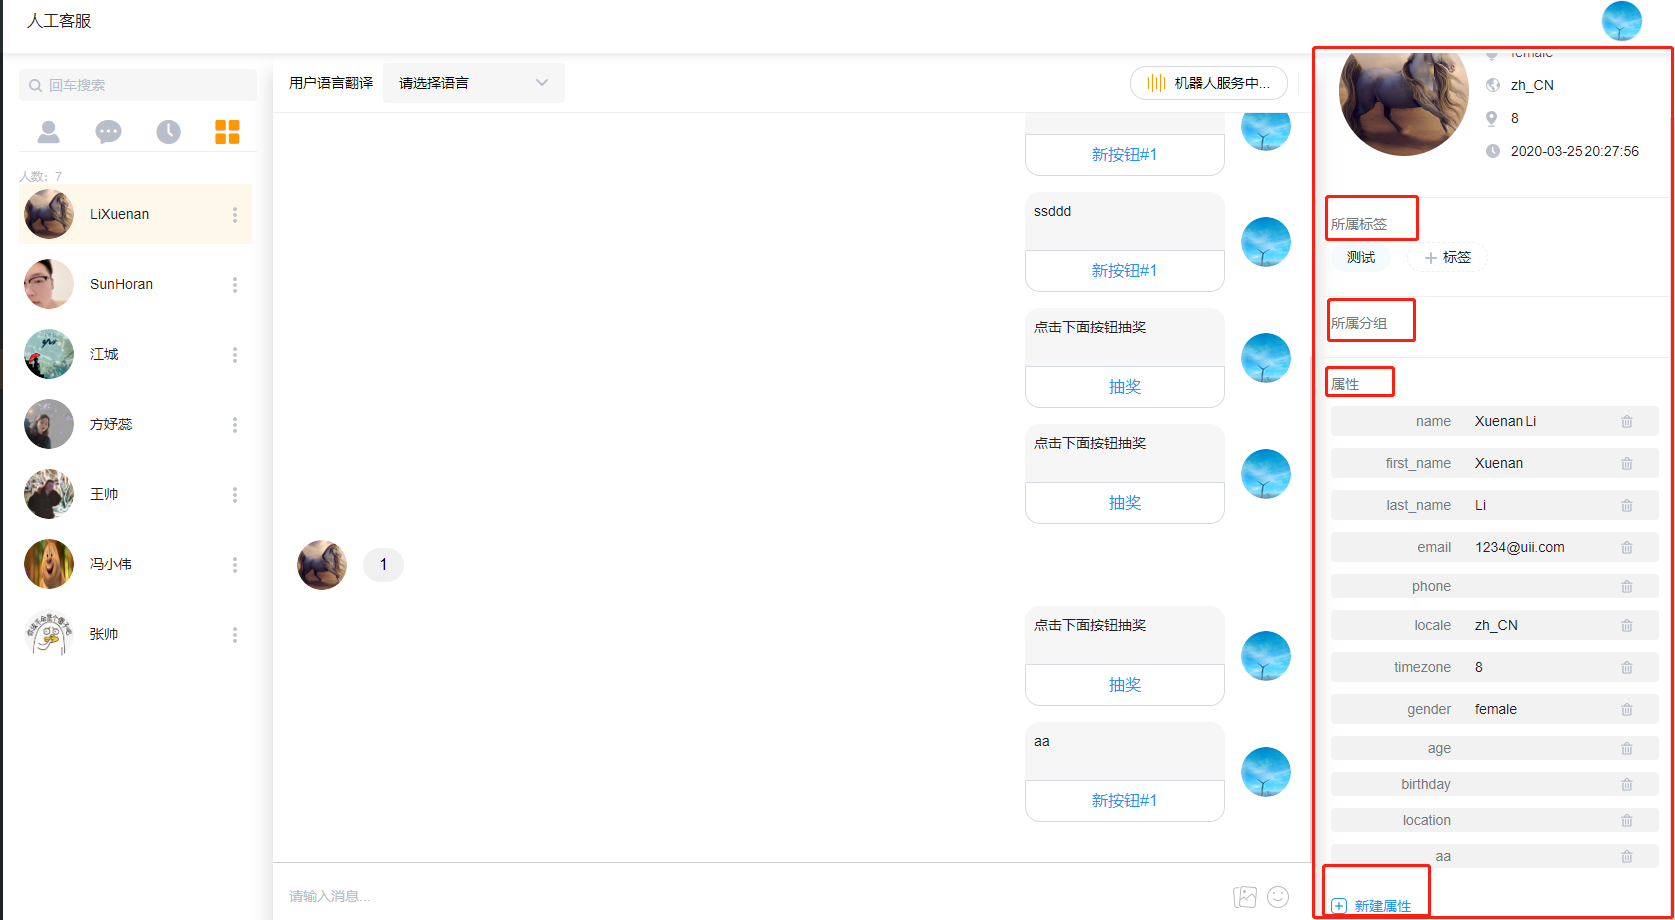 人工客服
回车搜索
人数：7
LiXuenan
SunHoran
江城
方妤蕊
王帅
冯小伟
张帅
用户语言翻译
请选择语言
机器人服务中...
新按钮#1
ssddd
新按钮#1
点击下面按钮抽奖
抽奖
点击下面按钮抽奖
抽奖
1
点击下面按钮抽奖
抽奖
aa
新按钮#1
请输入消息...
female
zh_CN
8
2020-03-25 20:27:56
所属标签
测试
+ 标签
所属分组
属性
name Xuenan Li
first_name Xuenan
last_name Li
email 1234@uii.com
phone
locale zh_CN
timezone 8
gender female
age
birthday
location
aa
新建属性